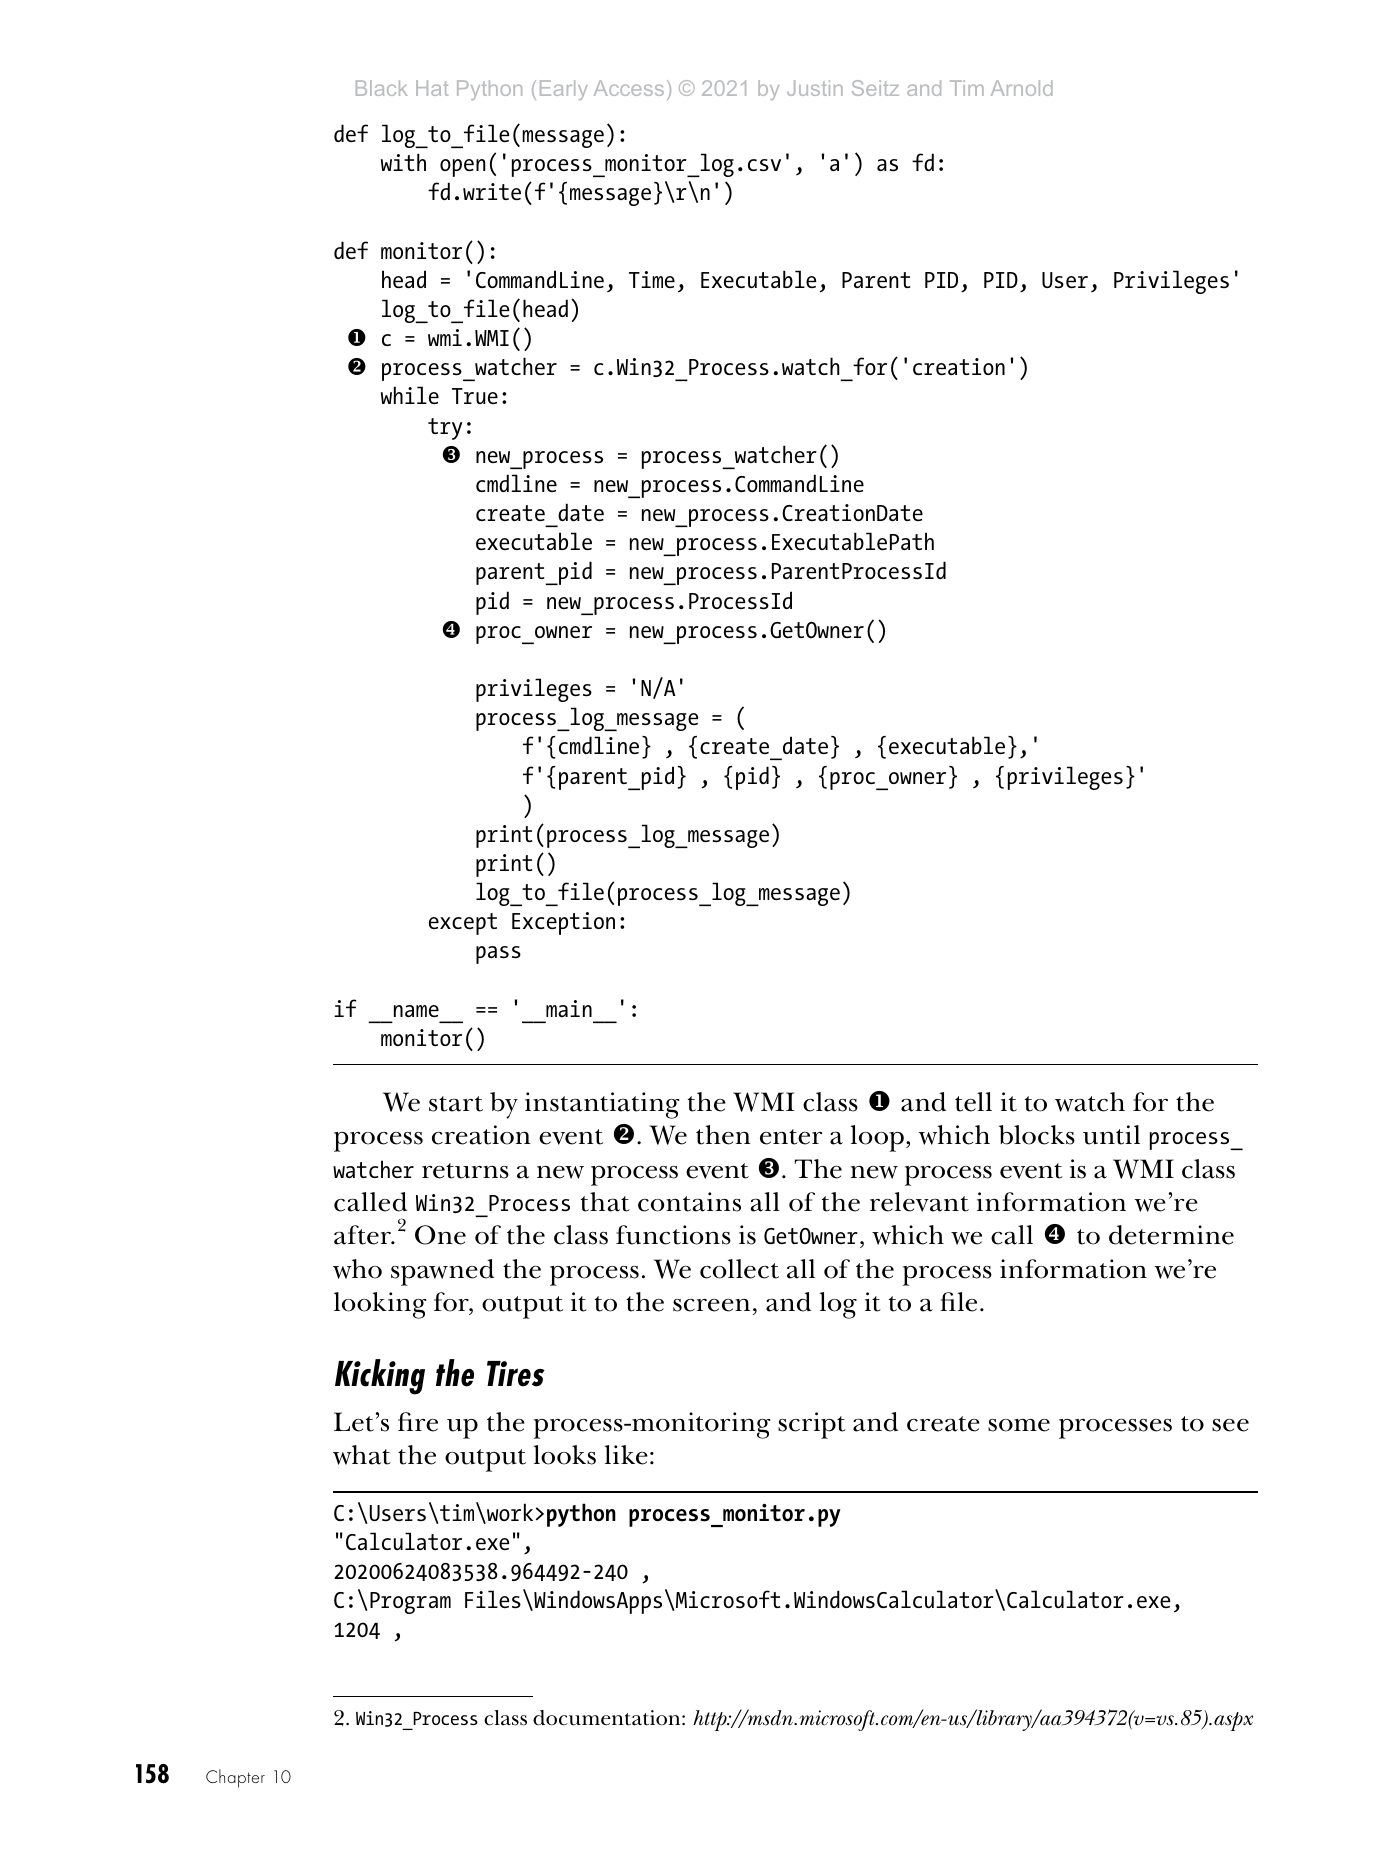 Black Hat Python (Early Access) © 2021 by Justin Seitz and Tim Arnold
def log_to_file(message):
    with open('process_monitor_log.csv', 'a') as fd:
        fd.write(f'{message}\r\n')

def monitor():
    head = 'CommandLine, Time, Executable, Parent PID, PID, User, Privileges'
    log_to_file(head)
❶ c = wmi.WMI()
❷ process_watcher = c.Win32_Process.watch_for('creation')
    while True:
        try:
❸ new_process = process_watcher()
            cmdline = new_process.CommandLine
            create_date = new_process.CreationDate
            executable = new_process.ExecutablePath
            parent_pid = new_process.ParentProcessId
            pid = new_process.ProcessId
❹ proc_owner = new_process.GetOwner()

            privileges = 'N/A'
            process_log_message = (
                f'{cmdline} , {create_date} , {executable},'
                f'{parent_pid} , {pid} , {proc_owner} , {privileges}'
                )
            print(process_log_message)
            print()
            log_to_file(process_log_message)
        except Exception:
            pass

if __name__ == '__main__':
    monitor()
We start by instantiating the WMI class ❶ and tell it to watch for the
process creation event ❷. We then enter a loop, which blocks until process_
watcher returns a new process event ❸. The new process event is a WMI class
called Win32_Process that contains all of the relevant information we're
after.2 One of the class functions is GetOwner, which we call ❹ to determine
who spawned the process. We collect all of the process information we're
looking for, output it to the screen, and log it to a file.
Kicking the Tires
Let's fire up the process-monitoring script and create some processes to see
what the output looks like:
C:\Users\tim\work>python process_monitor.py
"Calculator.exe",
20200624083538.964492-240 ,
C:\Program Files\WindowsApps\Microsoft.WindowsCalculator\Calculator.exe,
1204 ,
2. Win32_Process class documentation: http://msdn.microsoft.com/en-us/library/aa394372(v=vs.85).aspx
158 Chapter 10